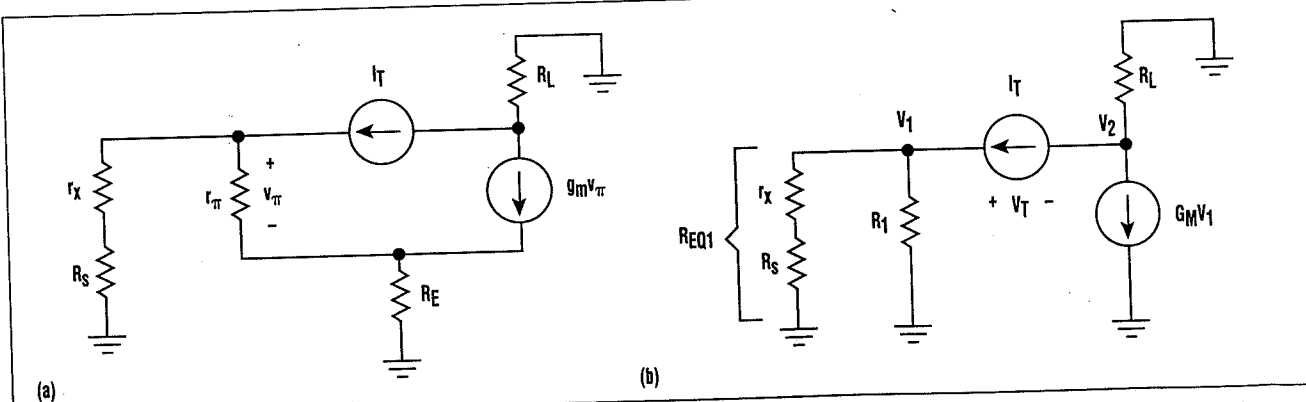 I_T
R_L
r_x
r_π
+
v_π
−
g_m v_π
R_S
R_E
(a)
I_T
R_L
V_1
V_2
+ V_T −
r_x
R_1
G_M V_1
R_EQ1
R_S
(b)